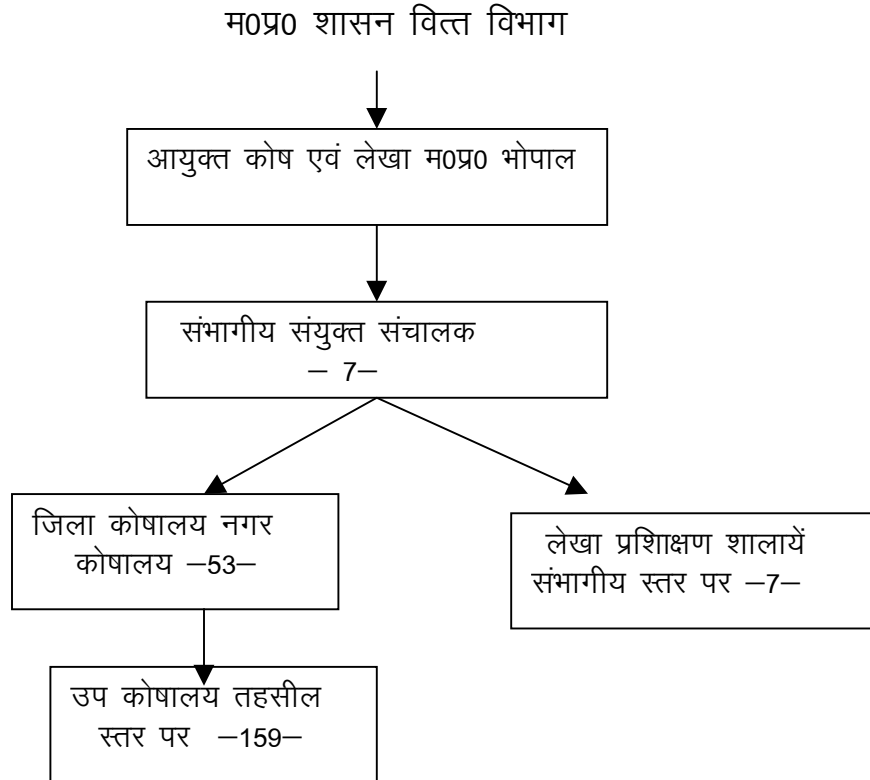 म0प्र0 शासन वित्त विभाग
आयुक्त कोष एवं लेखा म0प्र0 भोपाल
संभागीय संयुक्त संचालक
– 7–
जिला कोषालय नगर
कोषालय –53–
लेखा प्रशिाक्षण शालायें
संभागीय स्तर पर –7–
उप कोषालय तहसील
स्तर पर –159–